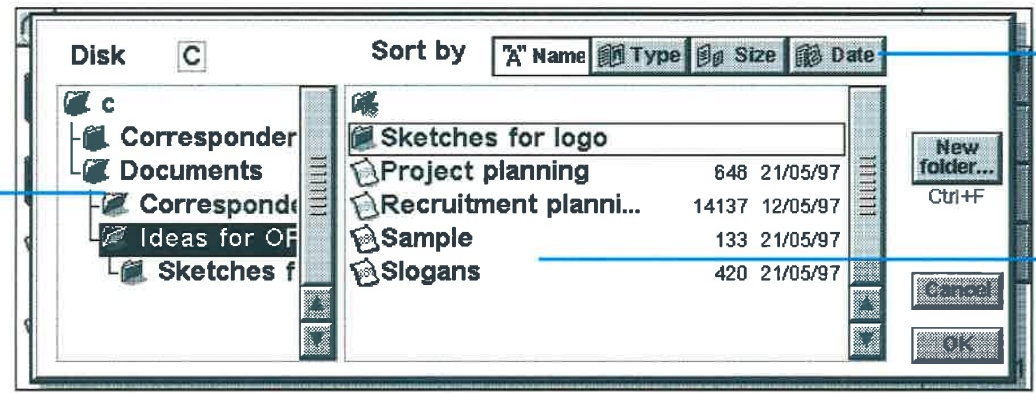 Disk C Sort by "A" Name Type Size Date
C
Corresponder
Documents
Corresponde
Ideas for OF
Sketches f
Sketches for logo
Project planning 648 21/05/97
Recruitment planni... 14137 12/05/97
Sample 133 21/05/97
Slogans 420 21/05/97
New
folder...
Ctrl+F
Cancel
OK